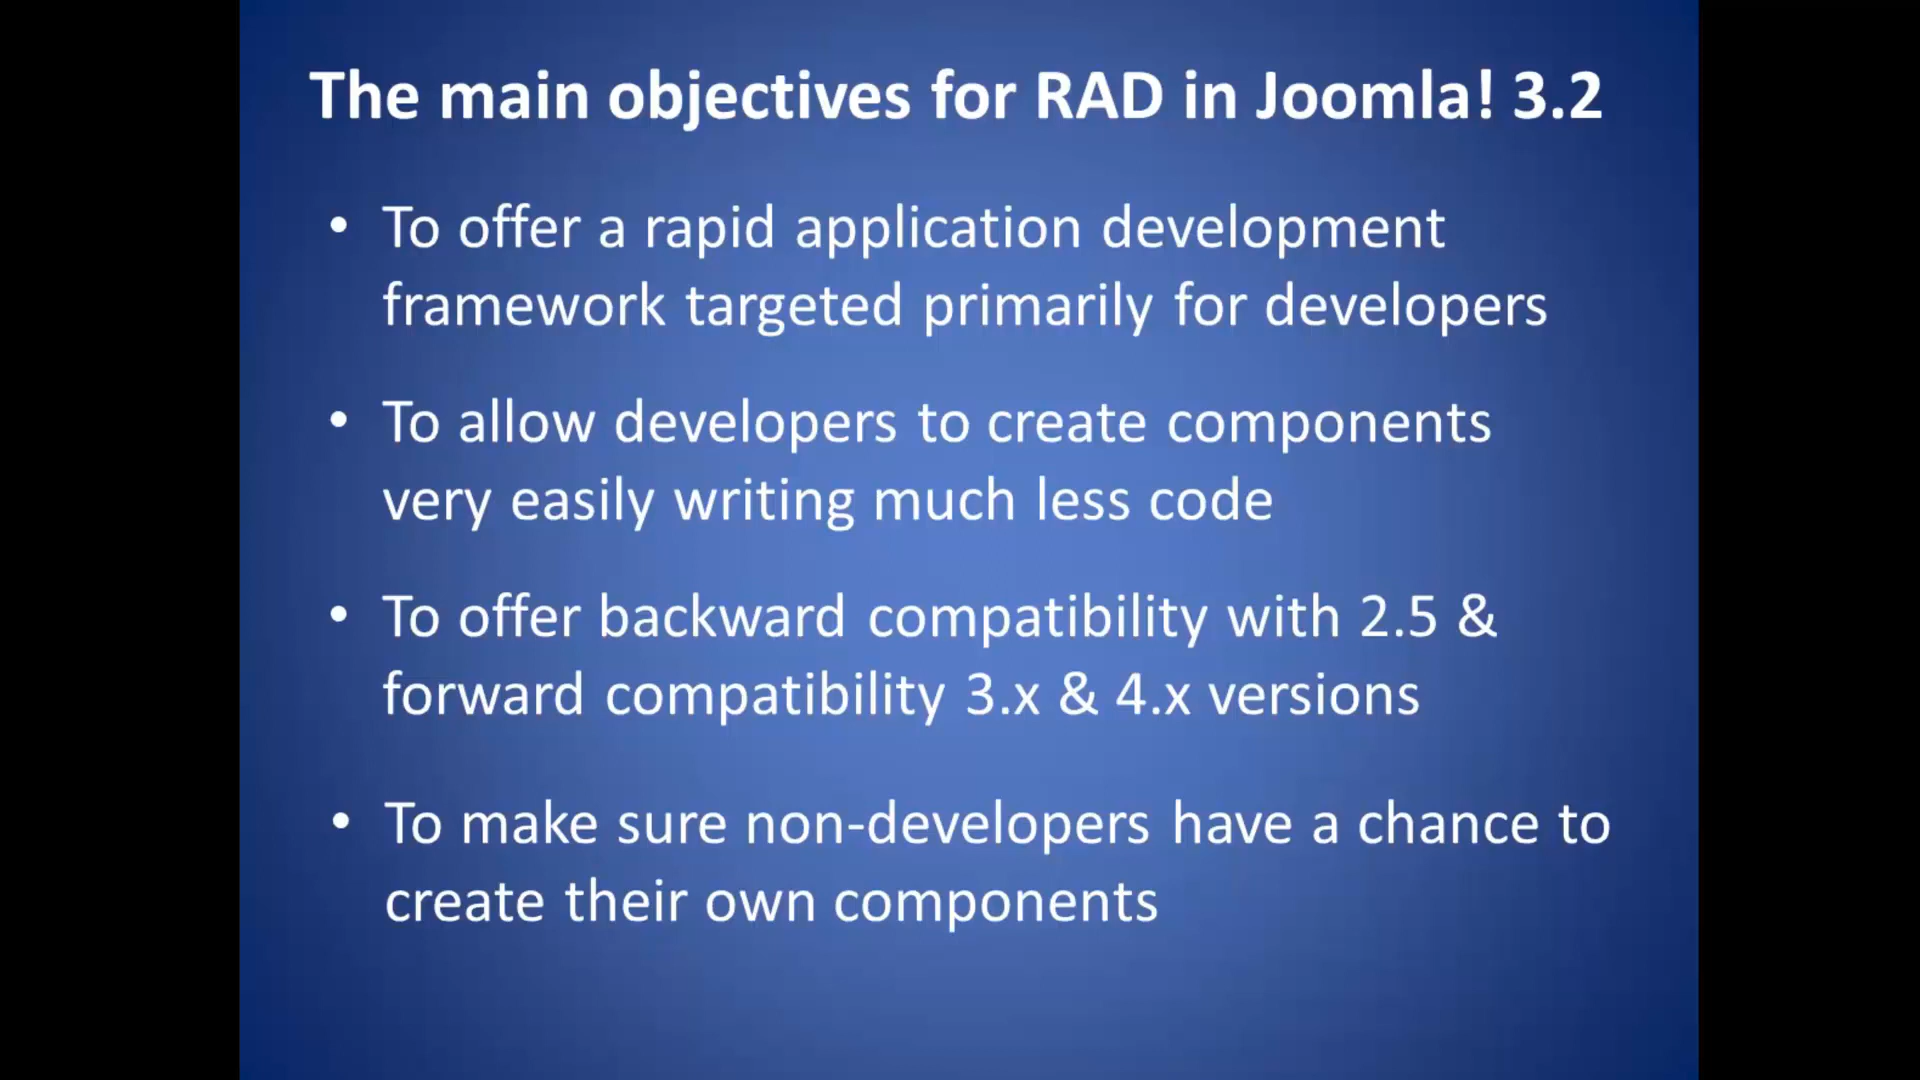 The main objectives for RAD in Joomla! 3.2
• To offer a rapid application development
framework targeted primarily for developers
• To allow developers to create components
very easily writing much less code
• To offer backward compatibility with 2.5 &
forward compatibility 3.x & 4.x versions
• To make sure non-developers have a chance to
create their own components